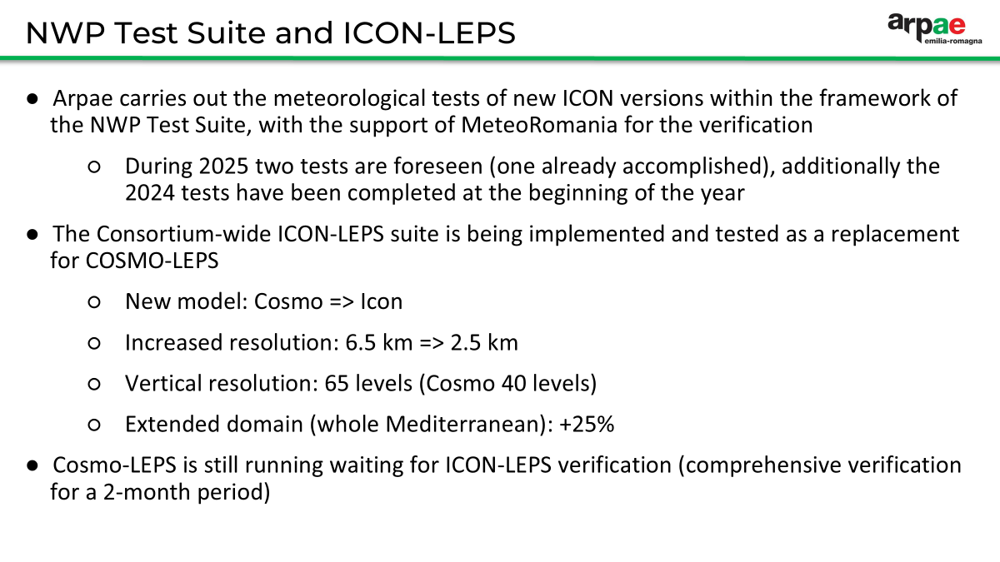 NWP Test Suite and ICON-LEPS
arpae
emilia-romagna
● Arpae carries out the meteorological tests of new ICON versions within the framework of
the NWP Test Suite, with the support of MeteoRomania for the verification
○ During 2025 two tests are foreseen (one already accomplished), additionally the
2024 tests have been completed at the beginning of the year
● The Consortium-wide ICON-LEPS suite is being implemented and tested as a replacement
for COSMO-LEPS
○ New model: Cosmo => Icon
○ Increased resolution: 6.5 km => 2.5 km
○ Vertical resolution: 65 levels (Cosmo 40 levels)
○ Extended domain (whole Mediterranean): +25%
● Cosmo-LEPS is still running waiting for ICON-LEPS verification (comprehensive verification
for a 2-month period)